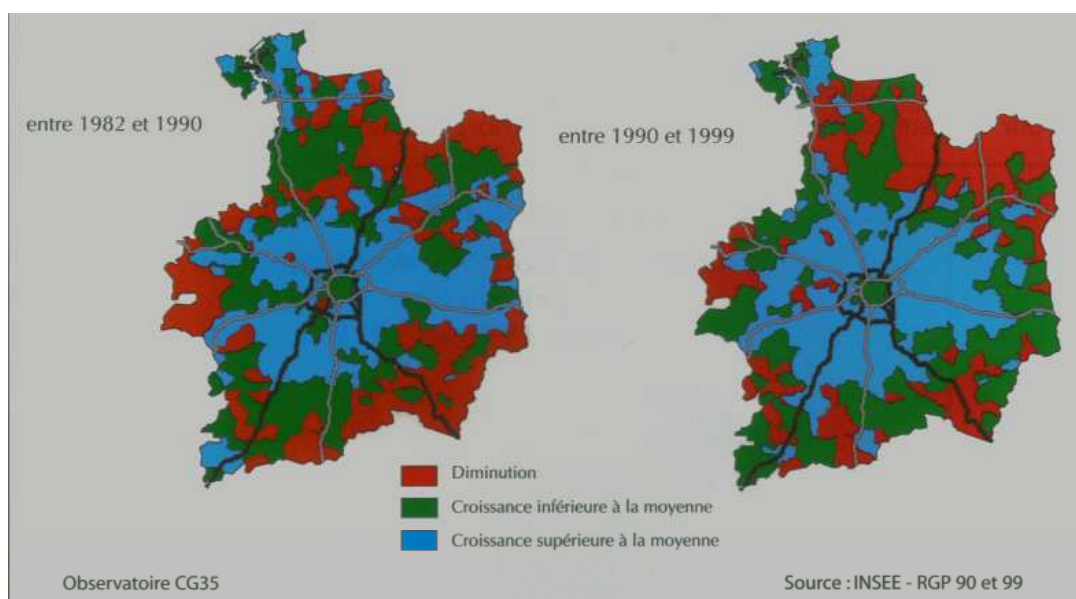 entre 1982 et 1990
entre 1990 et 1999
Diminution
Croissance inférieure à la moyenne
Croissance supérieure à la moyenne
Observatoire CG35
Source : INSEE - RGP 90 et 99